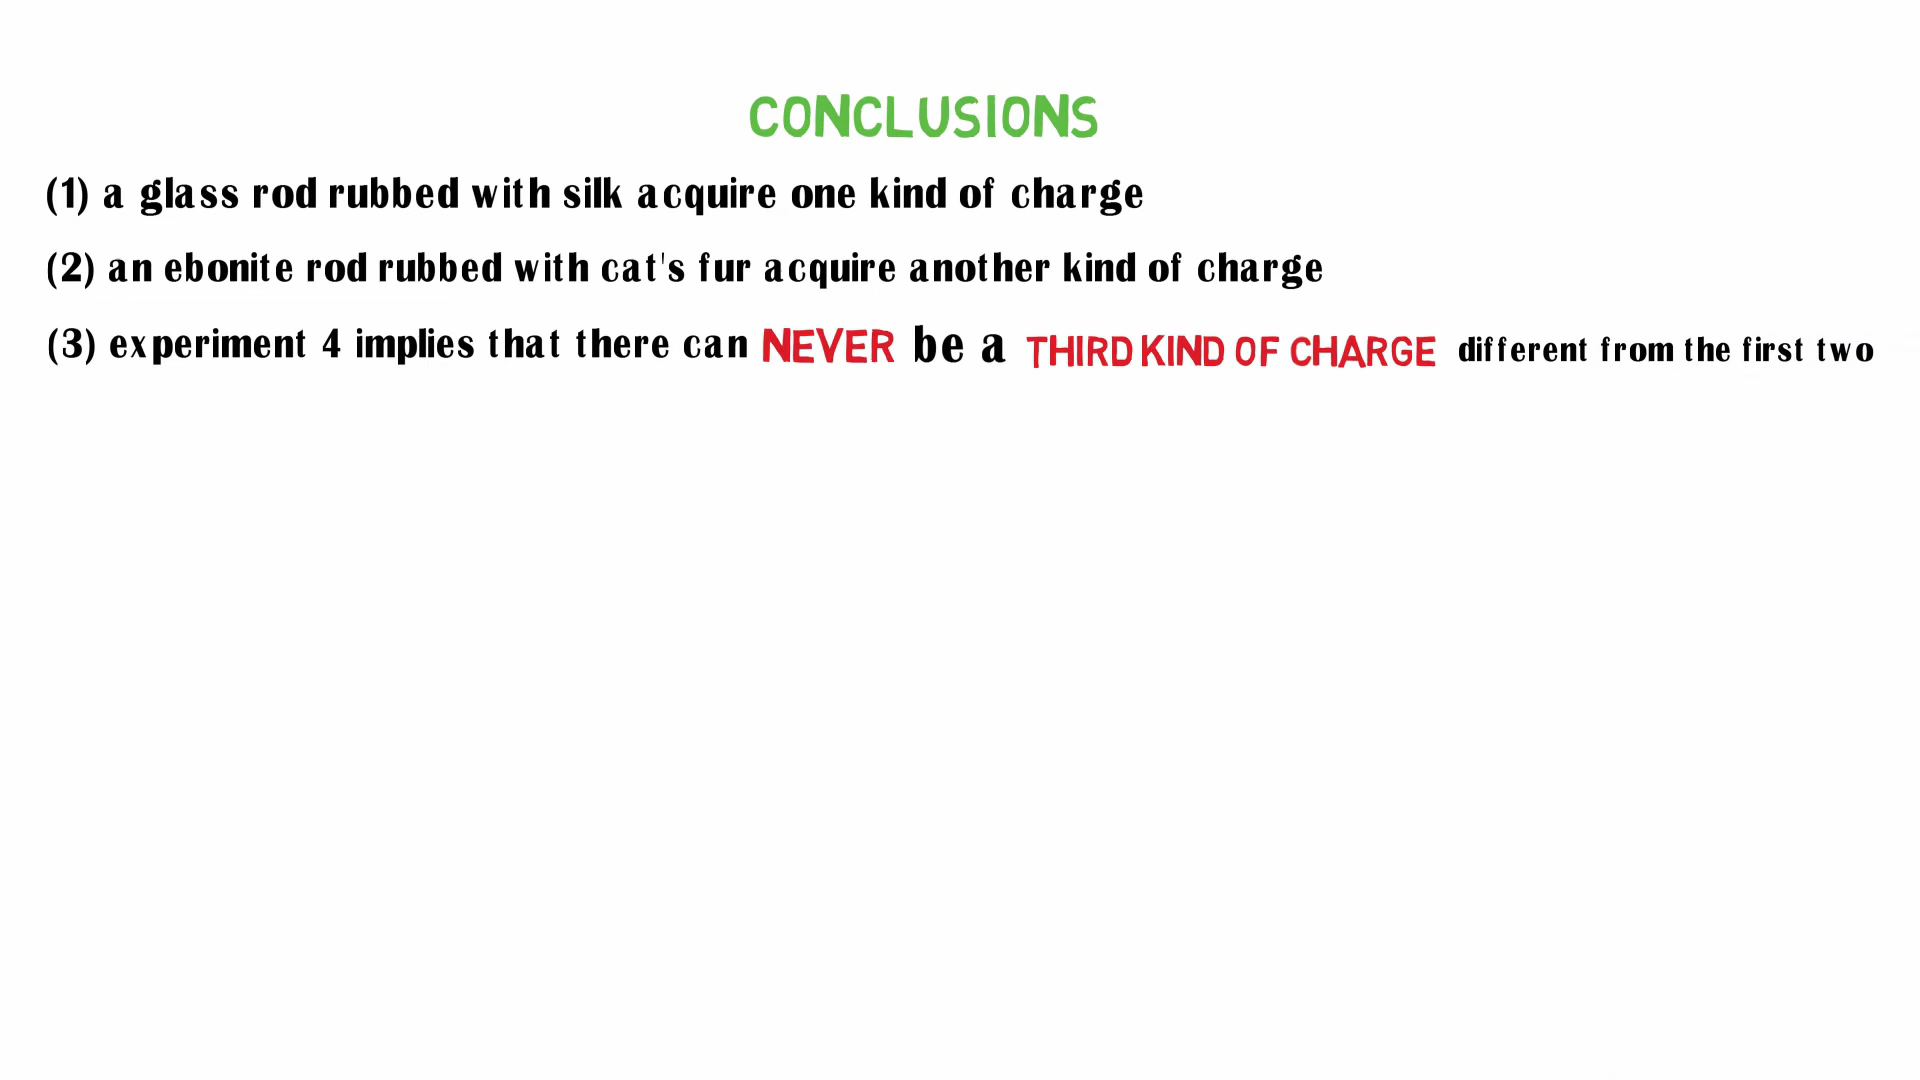 CONCLUSIONS
(1) a glass rod rubbed with silk acquire one kind of charge
(2) an ebonite rod rubbed with cat's fur acquire another kind of charge
(3) experiment 4 implies that there can NEVER be a THIRD KIND OF CHARGE different from the first two